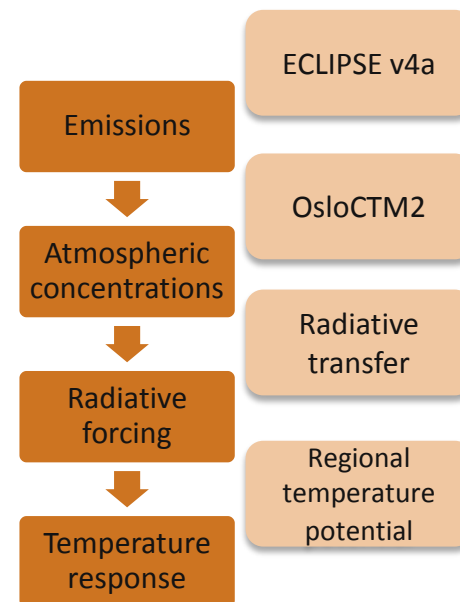 ECLIPSE v4a
Emissions
OsloCTM2
Atmospheric
concentrations
Radiative
transfer
Radiative
forcing
Regional
temperature
potential
Temperature
response